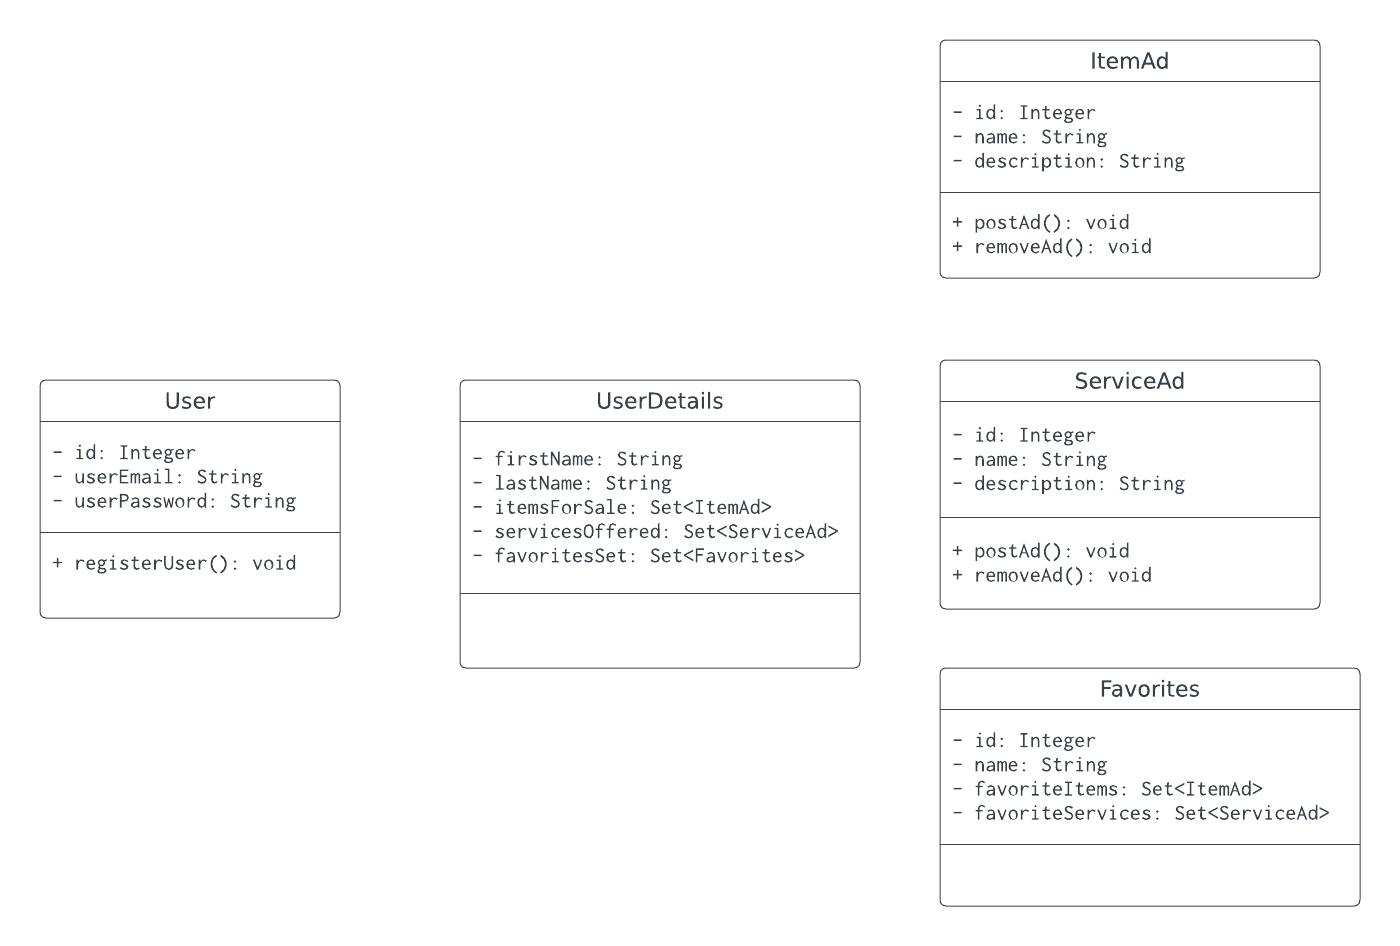 ItemAd
- id: Integer
- name: String
- description: String
+ postAd(): void
+ removeAd(): void
User
- id: Integer
- userEmail: String
- userPassword: String
+ registerUser(): void
UserDetails
- firstName: String
- lastName: String
- itemsForSale: Set<ItemAd>
- servicesOffered: Set<ServiceAd>
- favoritesSet: Set<Favorites>
ServiceAd
- id: Integer
- name: String
- description: String
+ postAd(): void
+ removeAd(): void
Favorites
- id: Integer
- name: String
- favoriteItems: Set<ItemAd>
- favoriteServices: Set<ServiceAd>